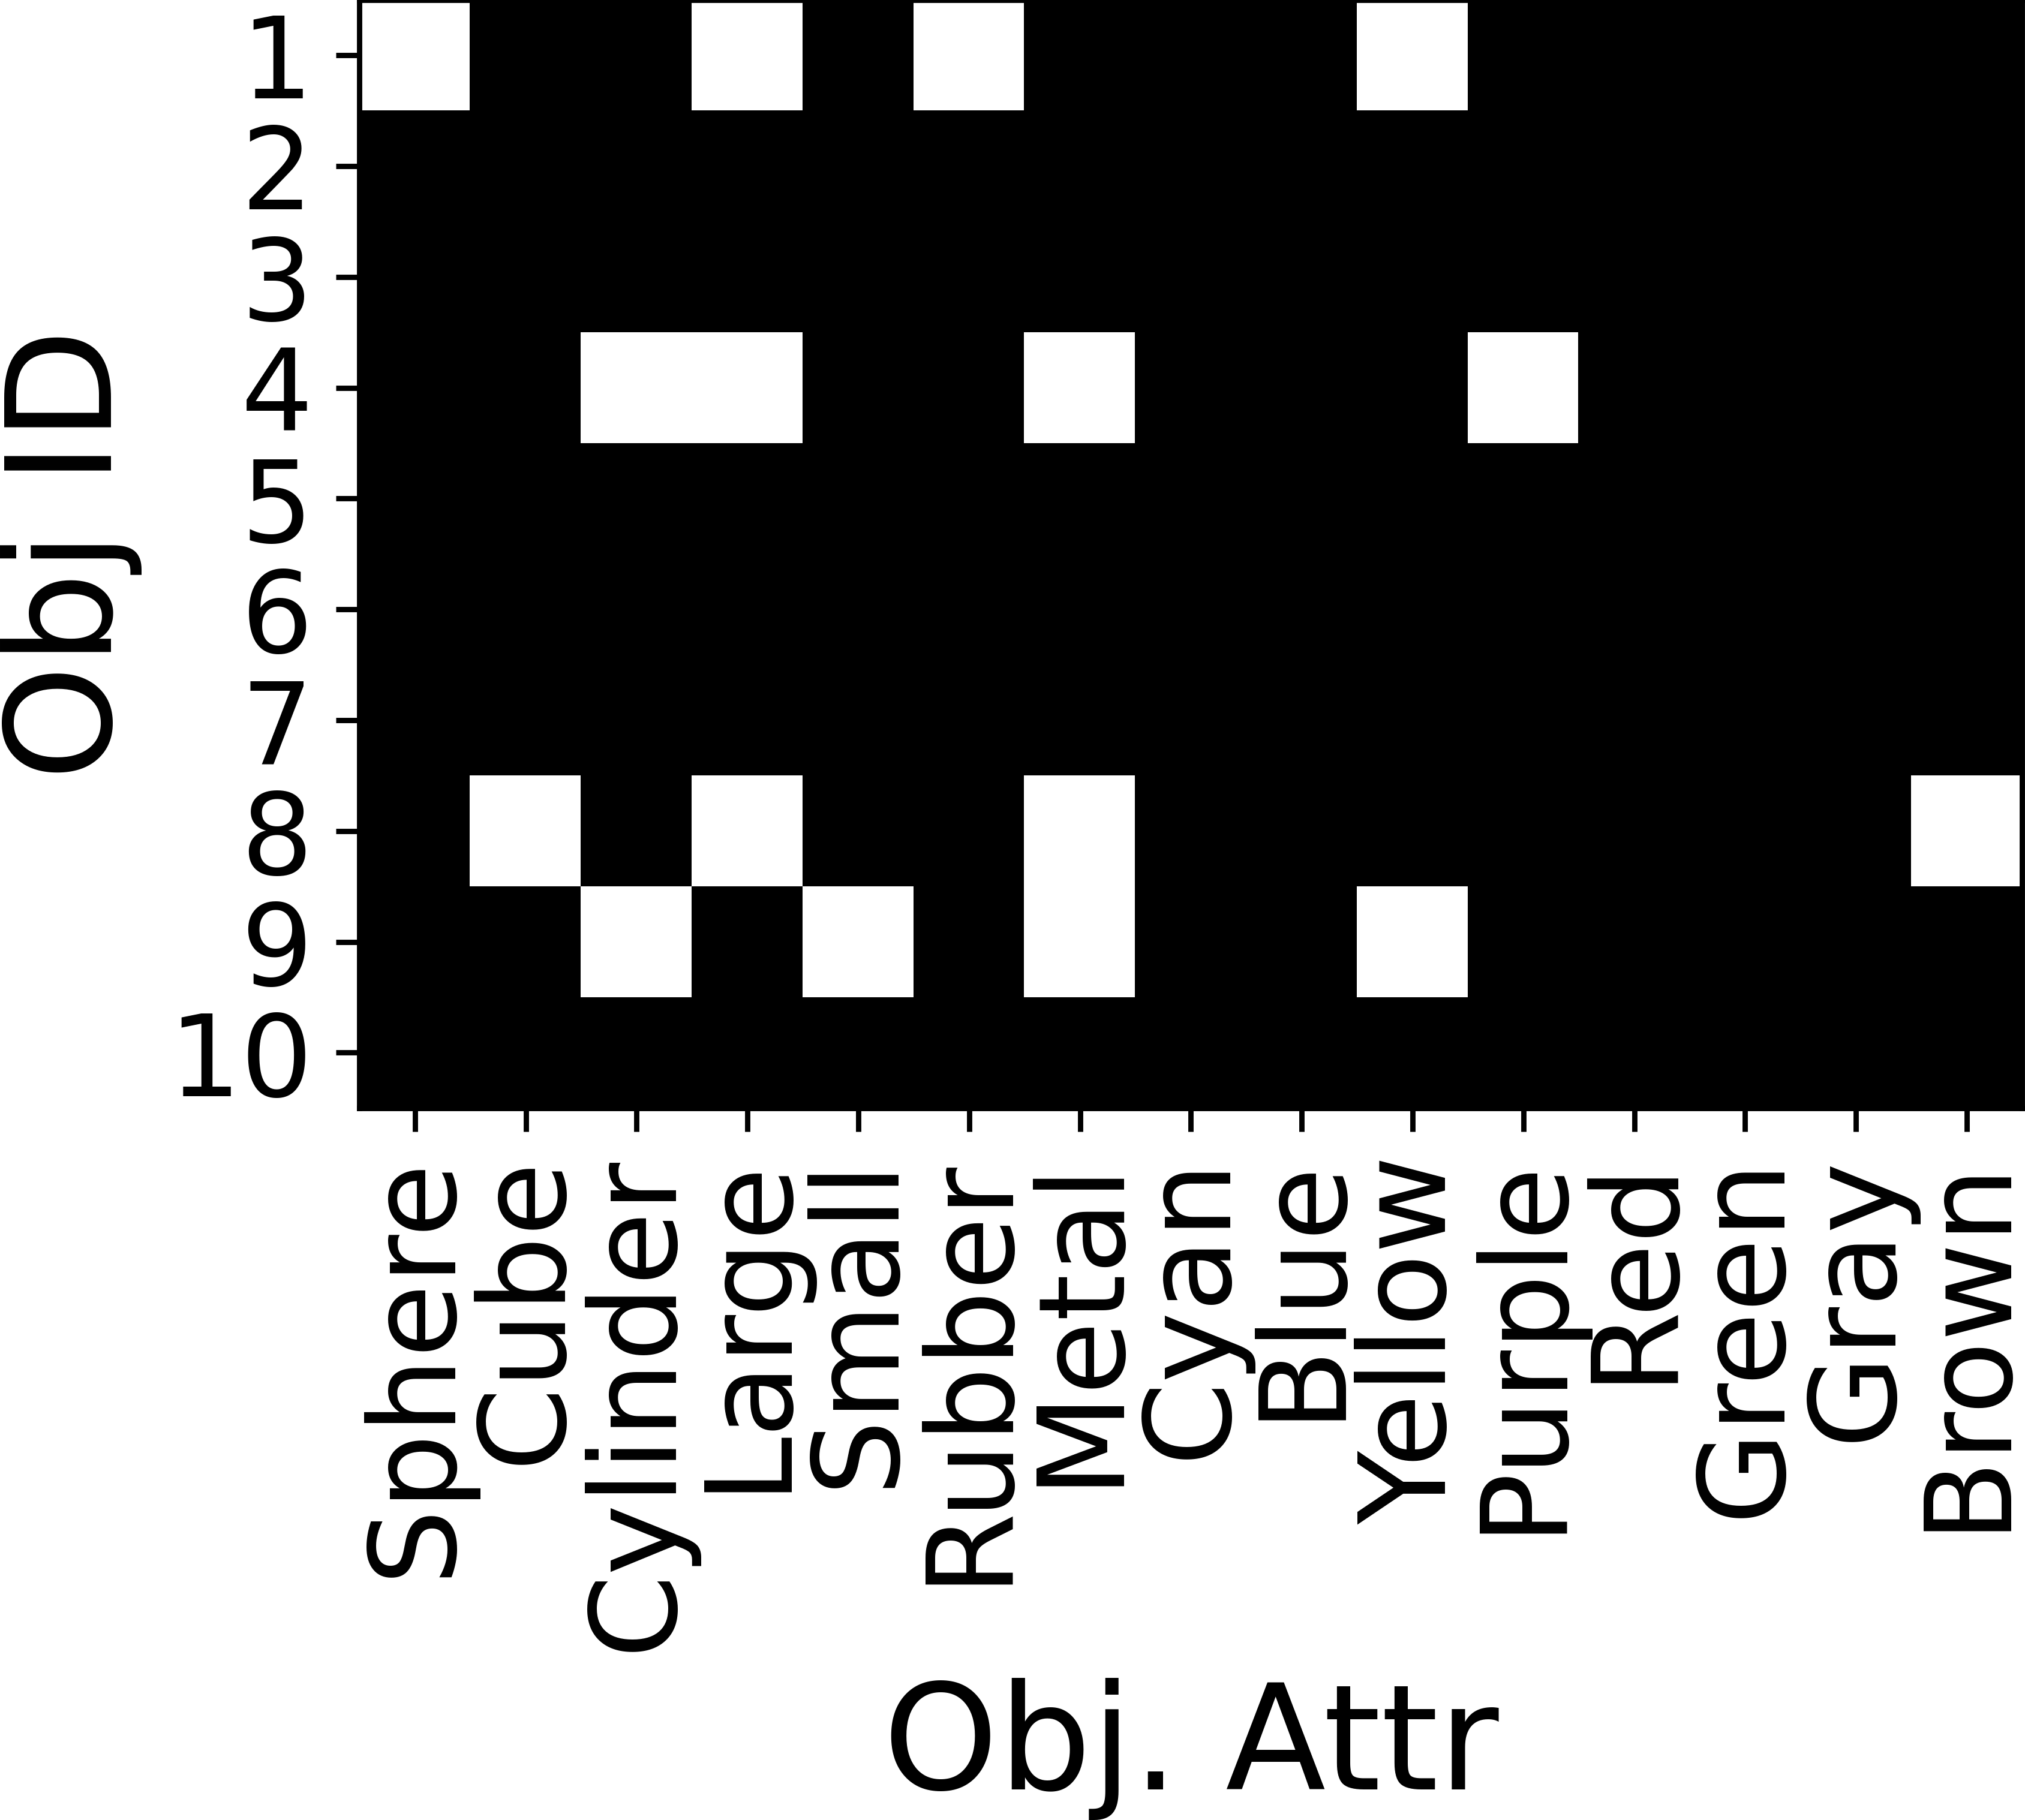 Obj ID
1
2
3
4
5
6
7
8
9
10
Sphere
Cube
Cylinder
Large
Small
Rubber
Metal
Cyan
Blue
Yellow
Purple
Red
Green
Gray
Brown
Obj. Attr